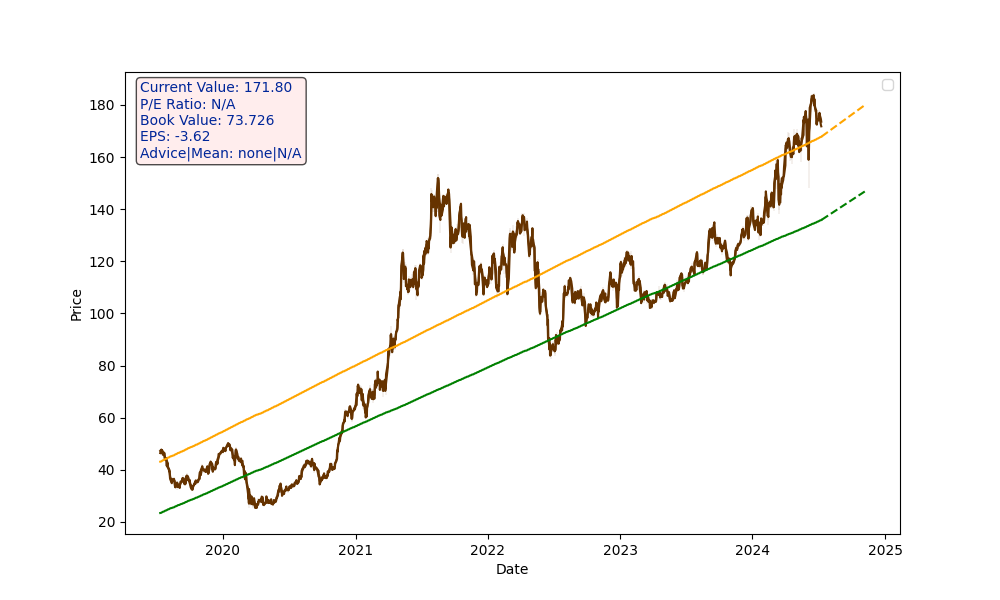 Current Value: 171.80
P/E Ratio: N/A
Book Value: 73.726
EPS: -3.62
Advice|Mean: none|N/A
180
160
140
120
100
80
60
40
20
Price
2020 2021 2022 2023 2024 2025
Date